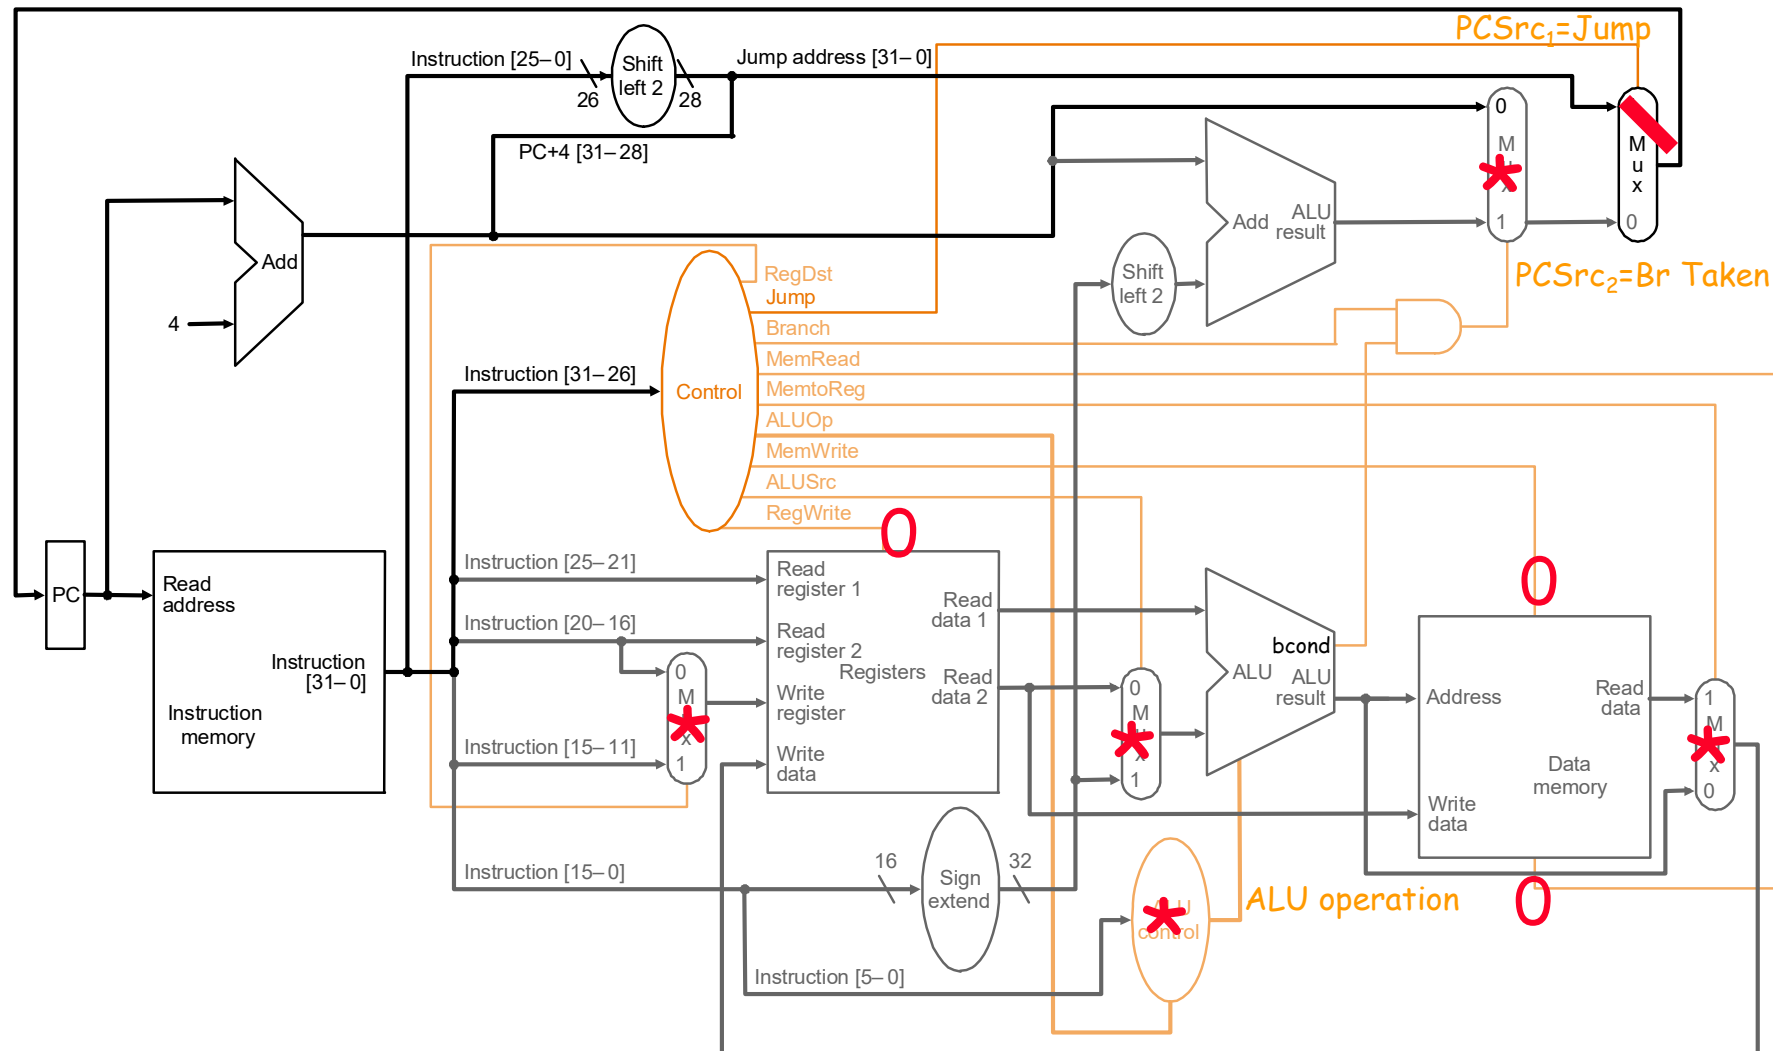 PCSrc1=Jump
Instruction [25–0]
Shift
left 2
Jump address [31–0]
26
28
0
M
u
x
1
M
u
x
0
PC+4 [31–28]
Add
4
Add
ALU
result
Shift
left 2
PCSrc2=Br Taken
RegDst
Jump
Branch
MemRead
MemtoReg
ALUOp
MemWrite
ALUSrc
RegWrite
Control
Instruction [31–26]
0
PC
Read
address
Instruction
[31–0]
Instruction
memory
Instruction [25–21]
Instruction [20–16]
Instruction [15–11]
Instruction [15–0]
Instruction [5–0]
0
M
x
1
*
Read
register 1
Read
register 2
Registers
Write
register
Write
data
Read
data 1
Read
data 2
0
M
1
*
bcond
ALU
ALU
result
0
Address
Read
data
Data
memory
Write
data
0
1
M
x
0
*
16
Sign
extend
32
ALU
control
*
ALU operation